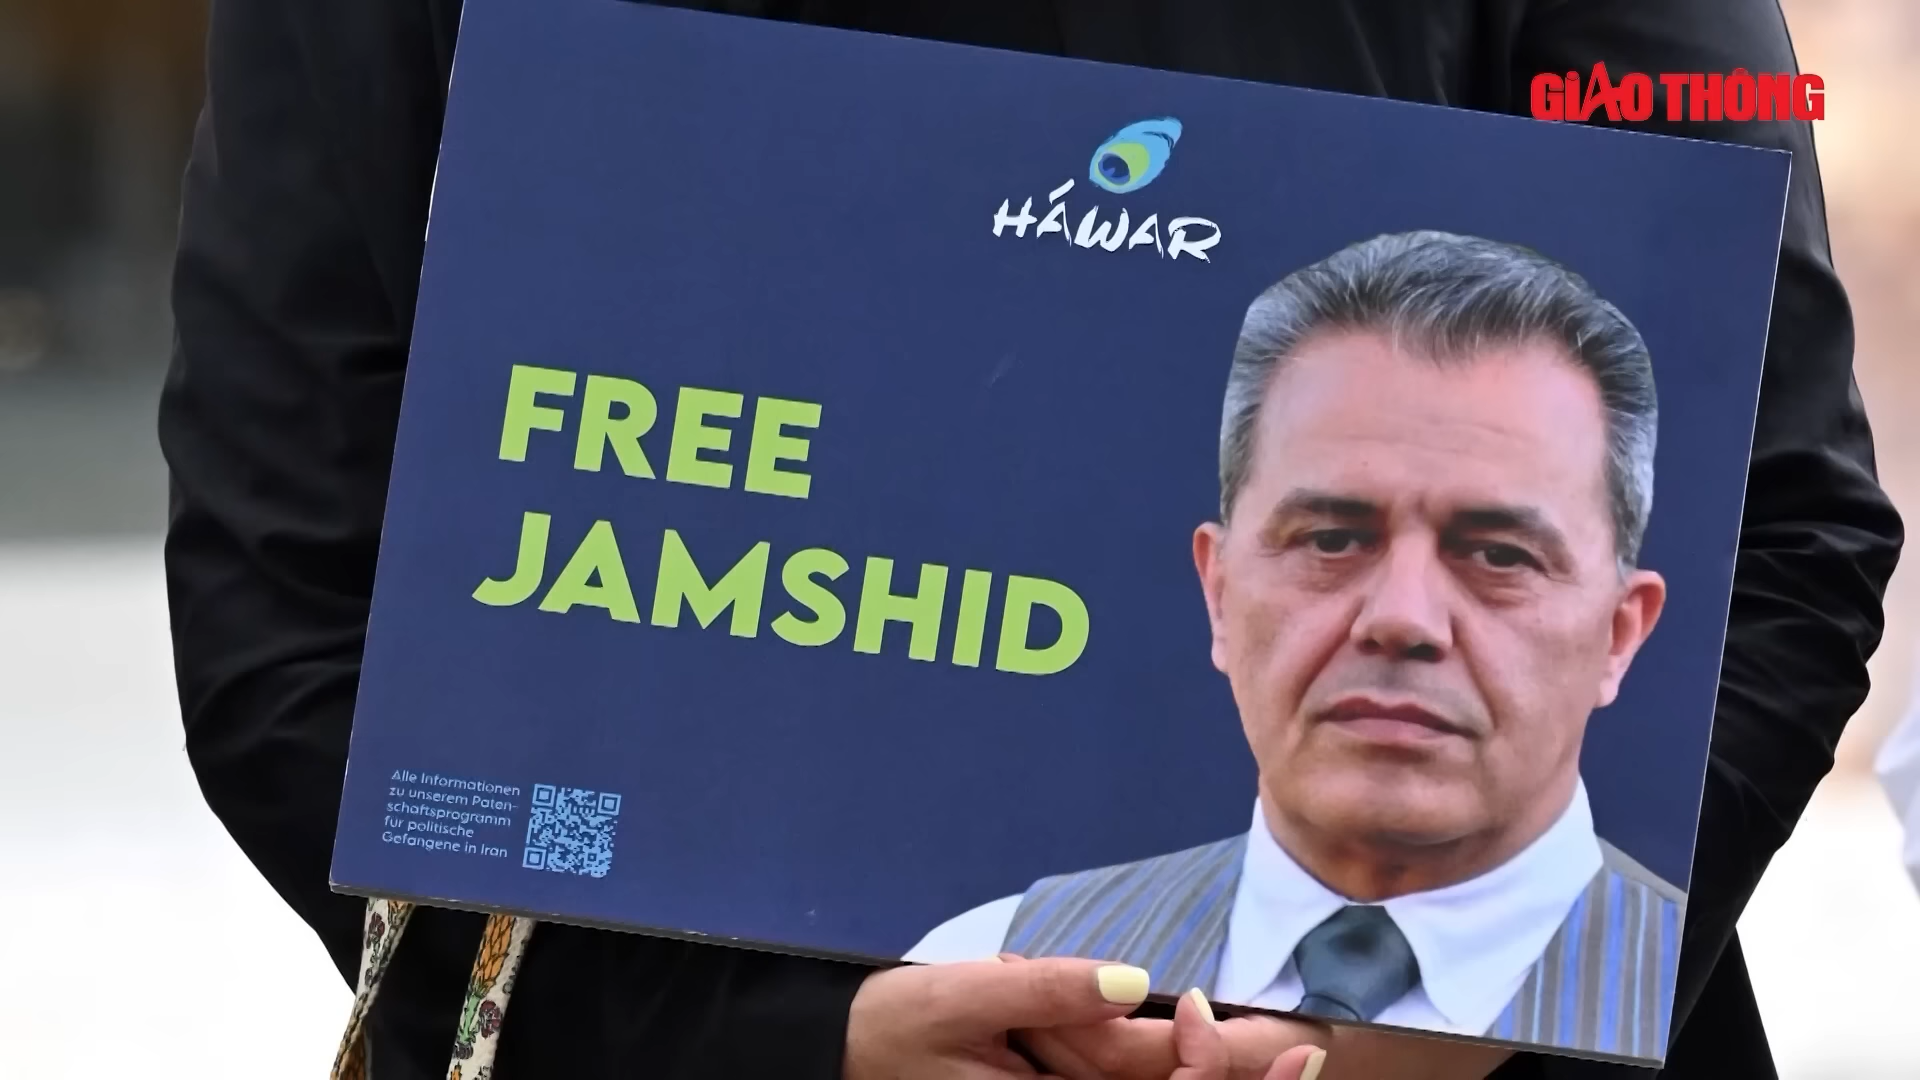 GIAO THÔNG
HÁWAR
FREE
JAMSHID
Alle Informationen
zu unserem Paten-
schaftsprogramm
für politische
Gefangene in Iran